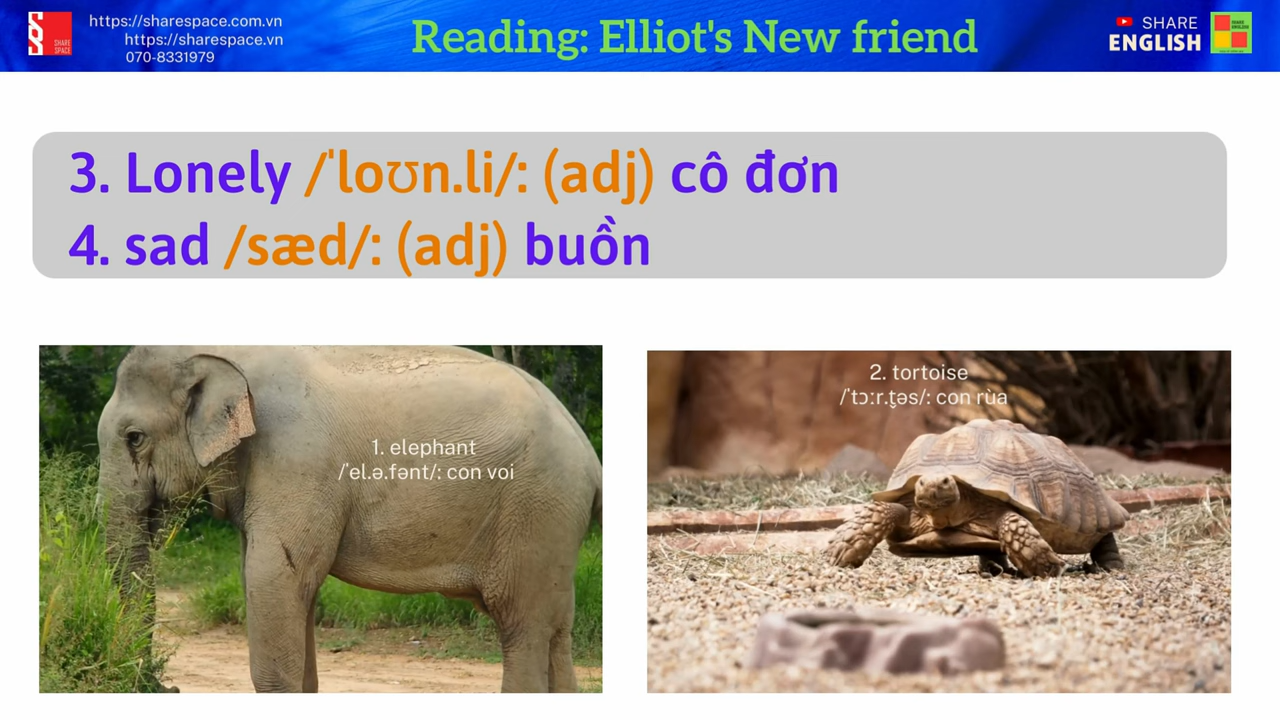 https://sharespace.com.vn
https://sharespace.vn
070-8331979
SHARE
SPACE
Reading: Elliot's New friend
SHARE
ENGLISH
3. Lonely /ˈloʊn.li/: (adj) cô đơn
4. sad /sæd/: (adj) buồn
1. elephant
/ˈel.ə.fənt/: con voi
2. tortoise
/ˈtɔːr.t̬əs/: con rùa